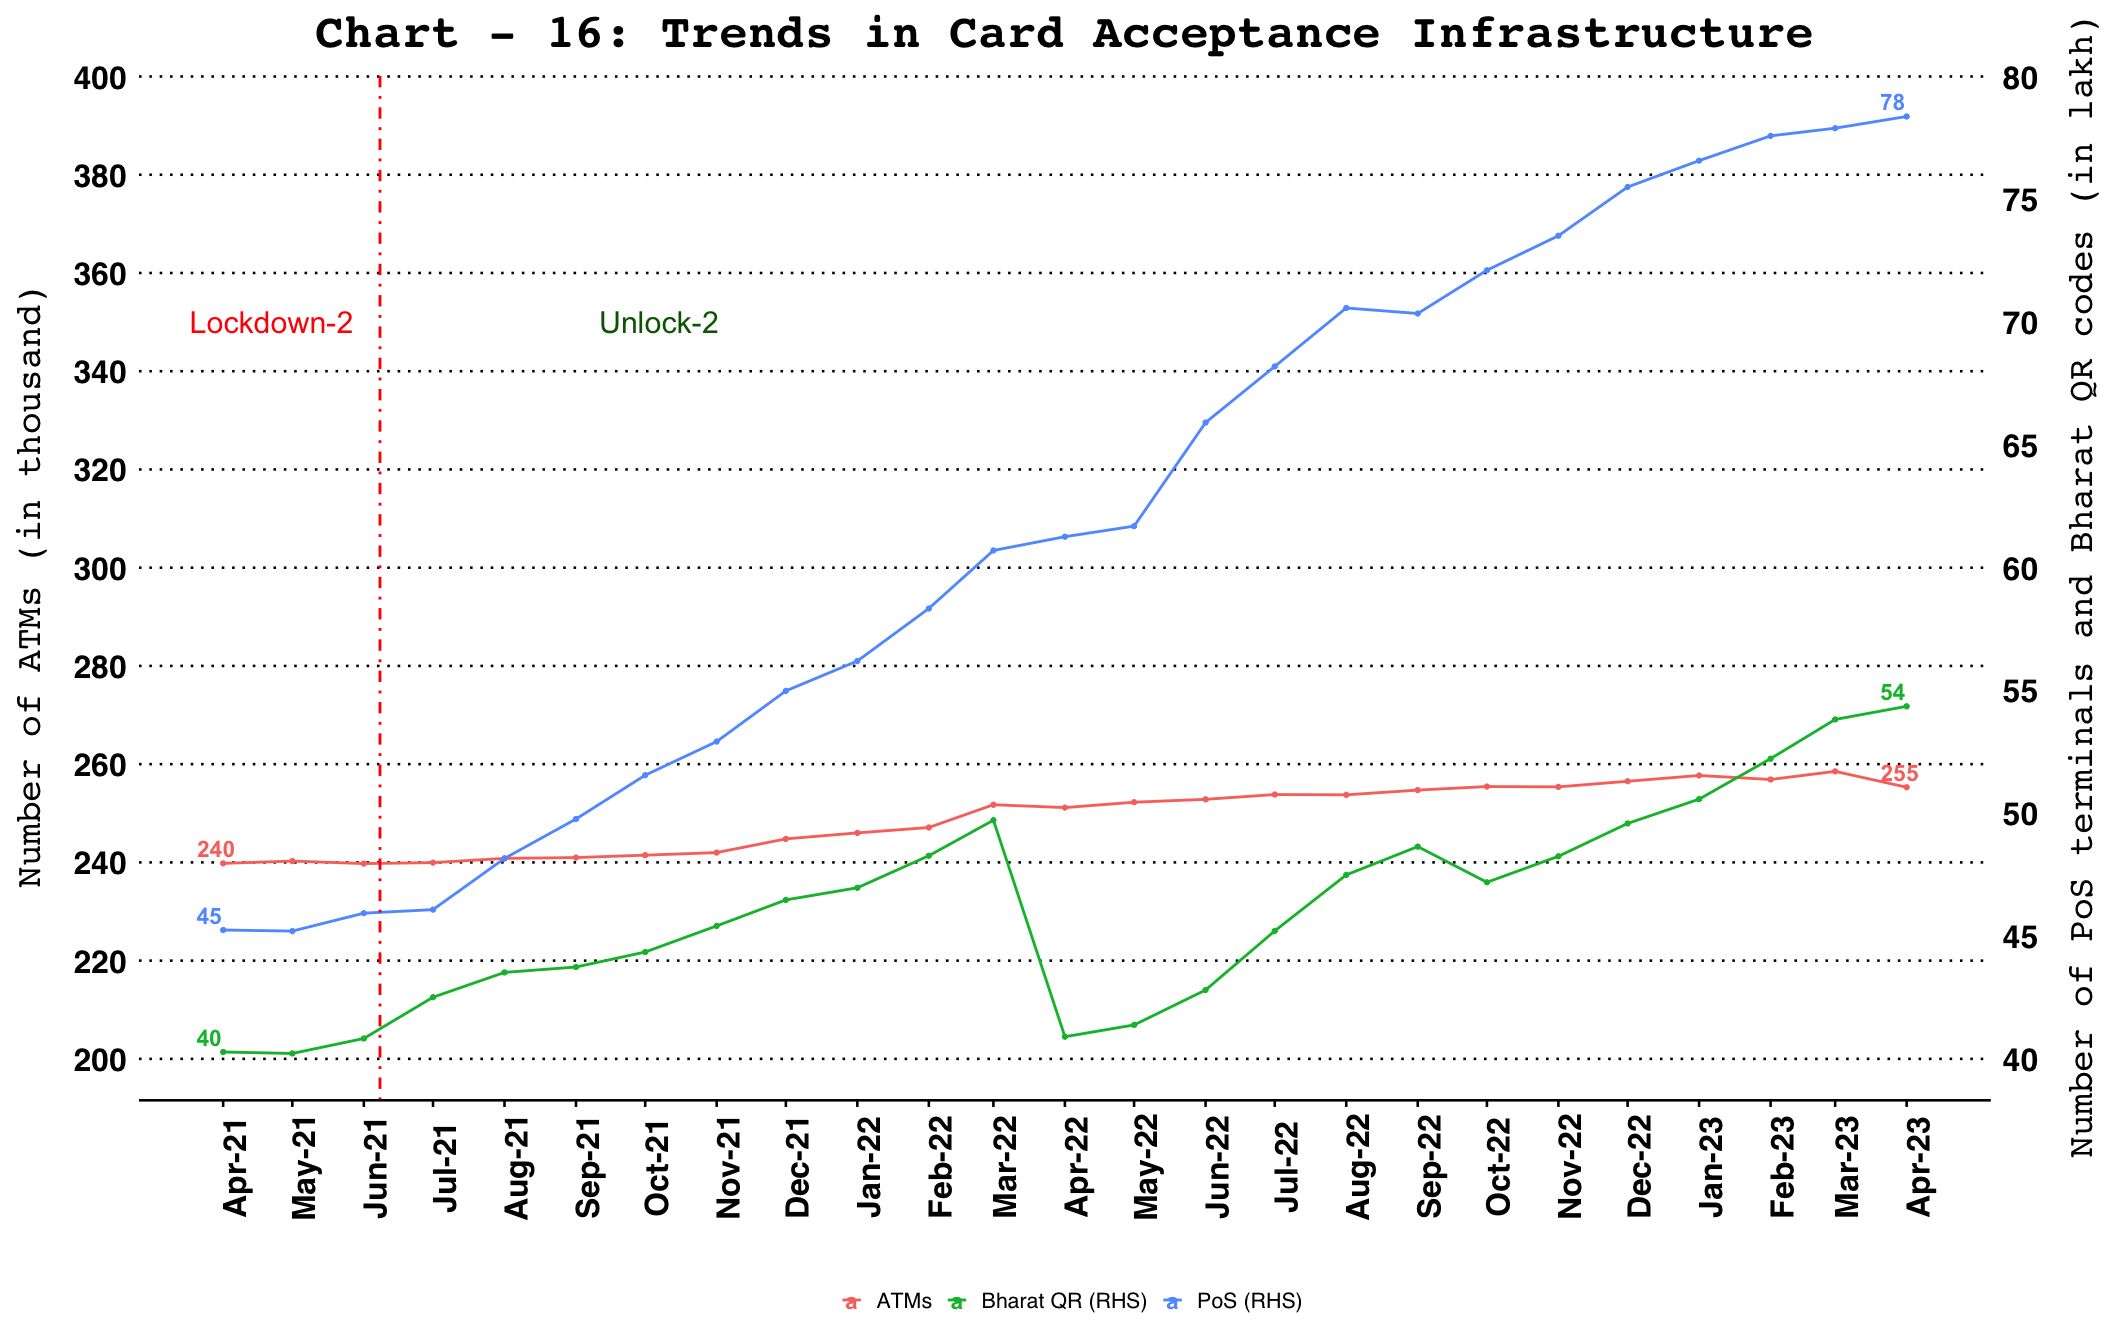 Chart – 16: Trends in Card Acceptance Infrastructure
Number of ATMs (in thousand)
400
380
360
340
320
300
280
260
240
220
200
Lockdown-2
Unlock-2
240
45
40
78
54
255
80
75
70
65
60
55
50
45
40
Number of PoS terminals and Bharat QR codes (in lakh)
Apr-21
May-21
Jun-21
Jul-21
Aug-21
Sep-21
Oct-21
Nov-21
Dec-21
Jan-22
Feb-22
Mar-22
Apr-22
May-22
Jun-22
Jul-22
Aug-22
Sep-22
Oct-22
Nov-22
Dec-22
Jan-23
Feb-23
Mar-23
Apr-23
a ATMs a Bharat QR (RHS) a PoS (RHS)